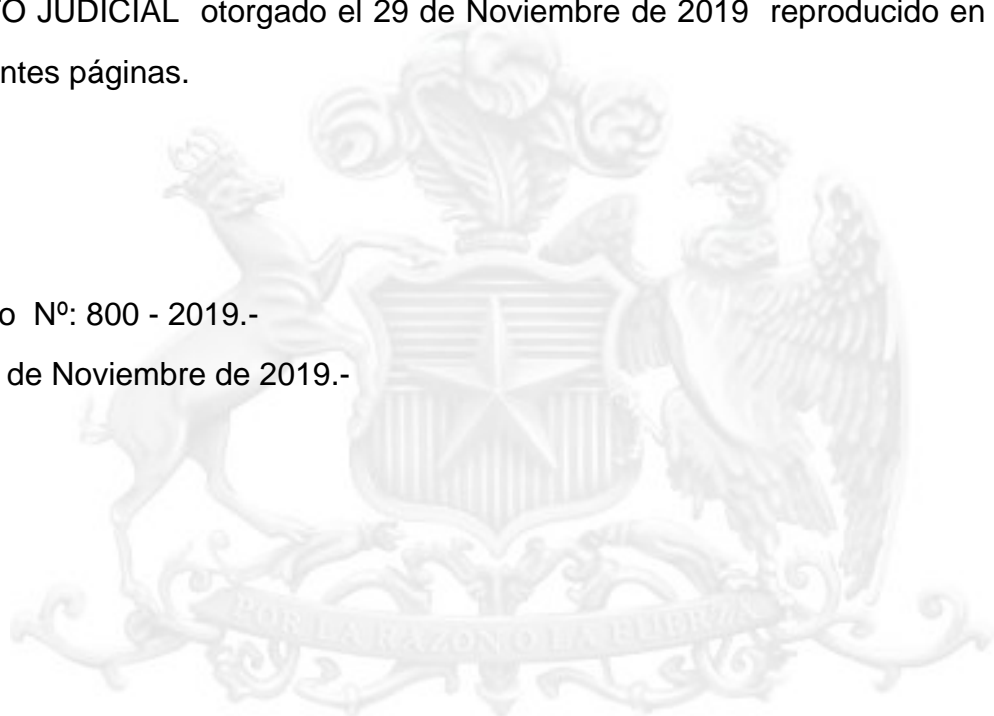 TO JUDICIAL otorgado el 29 de Noviembre de 2019 reproducido en
ntes páginas.
o Nº: 800 - 2019.-
de Noviembre de 2019.-
POR LA RAZON O LA FUERZA